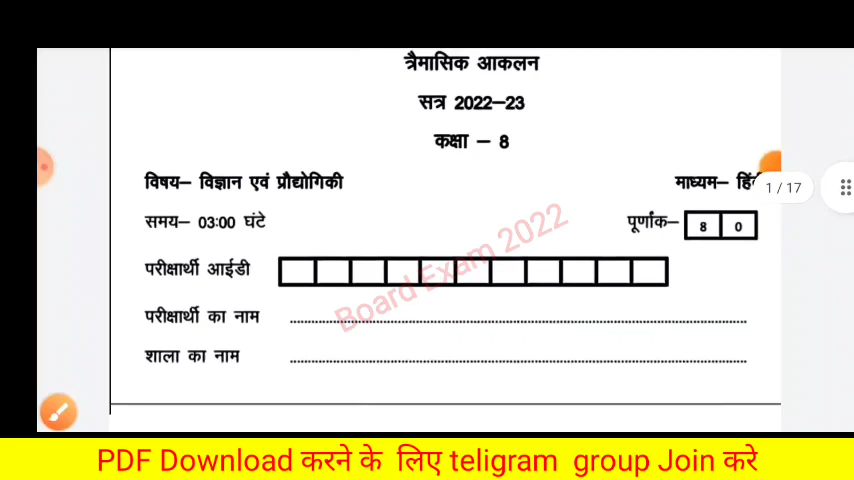 त्रैमासिक आकलन
सत्र 2022–23
कक्षा – 8
विषय– विज्ञान एवं प्रौद्योगिकी माध्यम– हिं
1 / 17
समय– 03:00 घंटे पूर्णांक– 8 0
परीक्षार्थी आईडी
Board Exam 2022
परीक्षार्थी का नाम ........................................
शाला का नाम ........................................
PDF Download करने के लिए teligram group Join करे